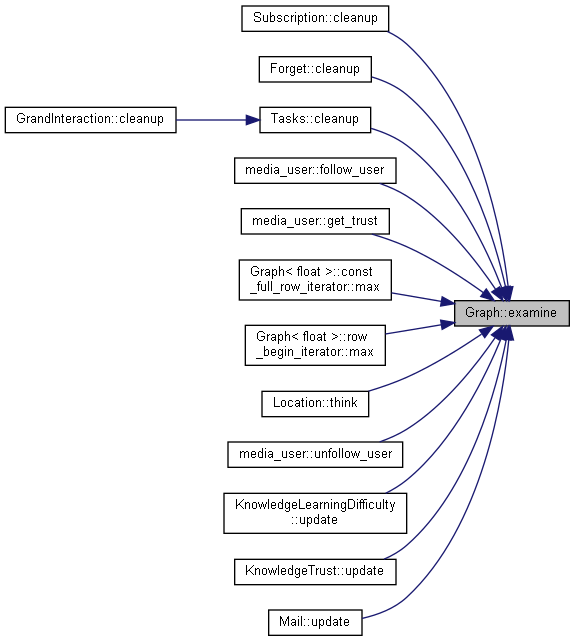 Subscription::cleanup
Forget::cleanup
GrandInteraction::cleanup
Tasks::cleanup
media_user::follow_user
media_user::get_trust
Graph< float >::const
_full_row_iterator::max
Graph::examine
Graph< float >::row
_begin_iterator::max
Location::think
media_user::unfollow_user
KnowledgeLearningDifficulty
::update
KnowledgeTrust::update
Mail::update